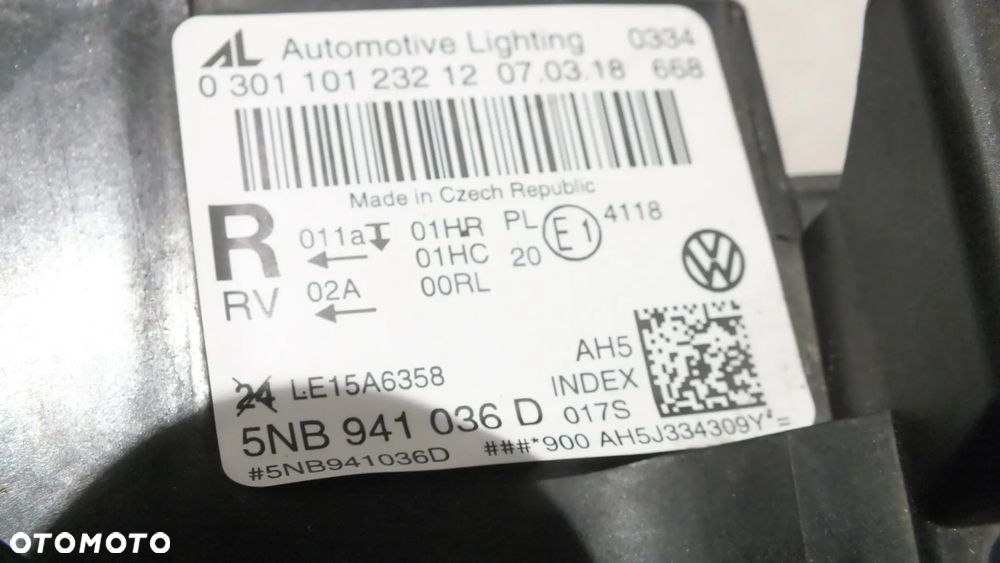 AL Automotive Lighting 0334
0 301 101 232 12 07.03.18 668
Made in Czech Republic
R 011a 01HR PL E1 4118
01HC 20
RV 02A 00RL
AH5
24 LE15A6358 INDEX
5NB 941 036 D 017S
#5NB941036D ###*900 AH5J334309Y*=
OTOMOTO